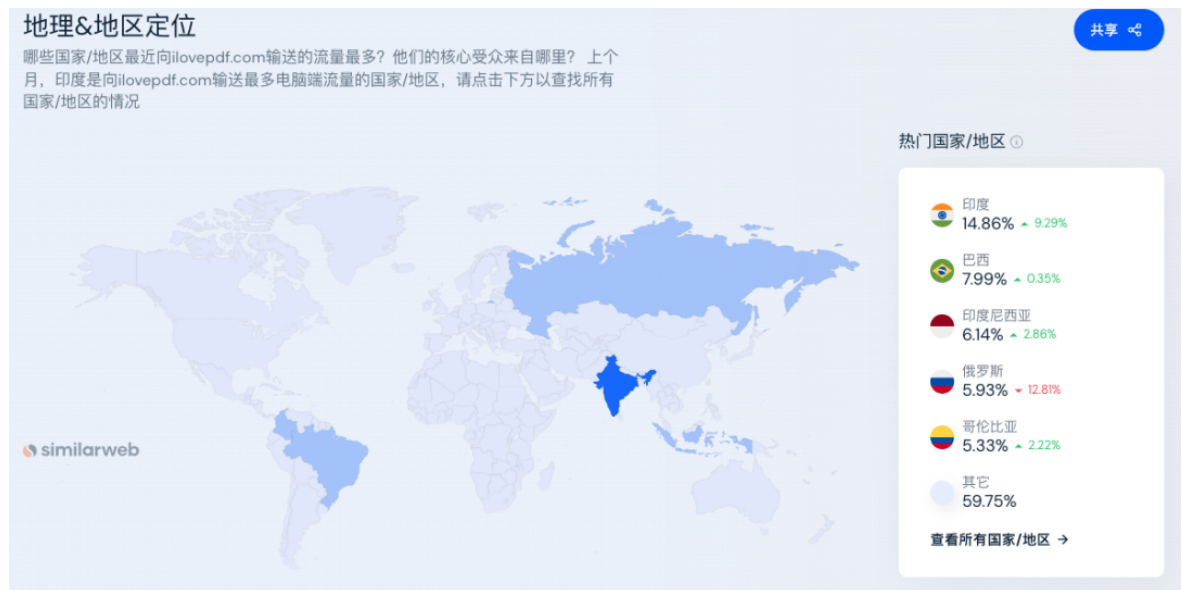 地理&地区定位
共享
哪些国家/地区最近向ilovepdf.com输送的流量最多？他们的核心受众来自哪里？ 上个
月，印度是向ilovepdf.com输送最多电脑端流量的国家/地区，请点击下方以查找所有
国家/地区的情况
热门国家/地区
印度
14.86% 9.29%
巴西
7.99% 0.35%
印度尼西亚
6.14% 2.86%
俄罗斯
5.93% 12.81%
哥伦比亚
5.33% 2.22%
其它
59.75%
查看所有国家/地区 →
similarweb